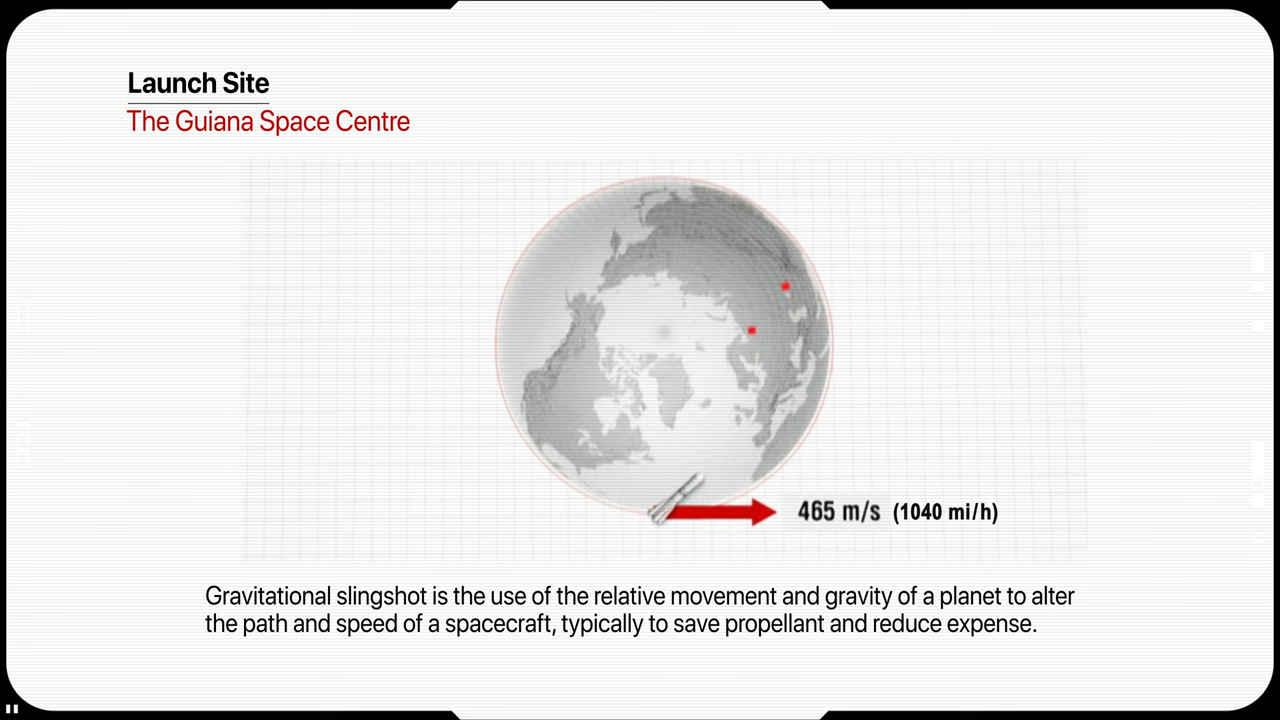 Launch Site
The Guiana Space Centre
465 m/s (1040 mi/h)
Gravitational slingshot is the use of the relative movement and gravity of a planet to alter
the path and speed of a spacecraft, typically to save propellant and reduce expense.